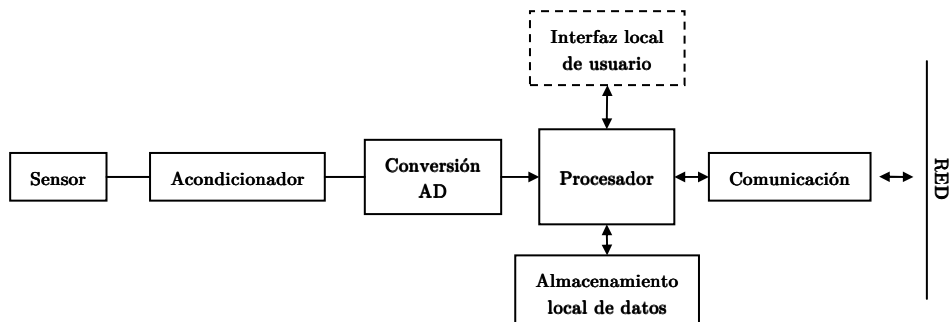 Interfaz local
de usuario
Sensor
Acondicionador
Conversión
AD
Procesador
Comunicación
RED
Almacenamiento
local de datos